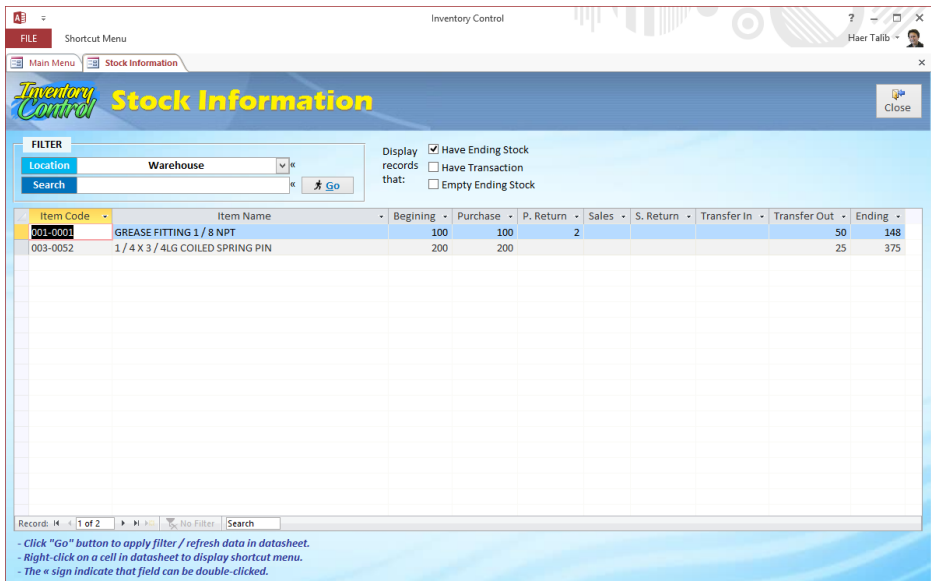 Inventory Control
?
FILE Shortcut Menu Haer Talib
Main Menu Stock Information
Inventory Control Stock Information
Close
FILTER
Location Warehouse «
Search « Go
Display records that:
Have Ending Stock
Have Transaction
Empty Ending Stock
Item Code Item Name Begining Purchase P. Return Sales S. Return Transfer In Transfer Out Ending
001-0001 GREASE FITTING 1 / 8 NPT 100 100 2 50 148
003-0052 1 / 4 X 3 / 4LG COILED SPRING PIN 200 200 25 375
Record: 1 of 2 No Filter Search
- Click "Go" button to apply filter / refresh data in datasheet.
- Right-click on a cell in datasheet to display shortcut menu.
- The « sign indicate that field can be double-clicked.